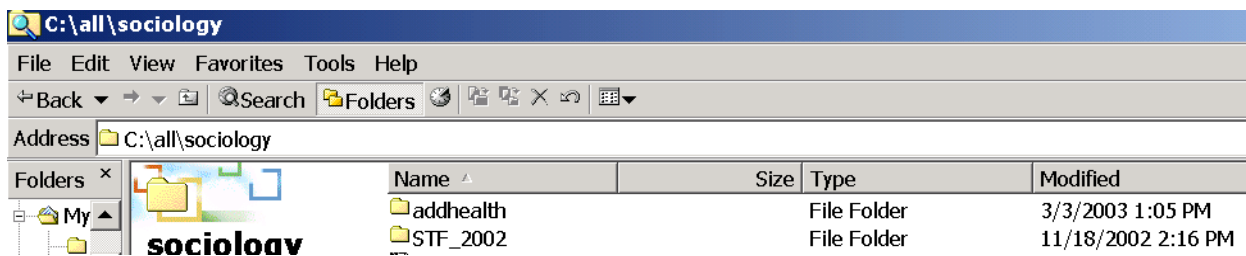 C:\all\sociology
File Edit View Favorites Tools Help
Back Search Folders
Address C:\all\sociology
Folders × Name Size Type Modified
My addhealth File Folder 3/3/2003 1:05 PM
sociology STF_2002 File Folder 11/18/2002 2:16 PM